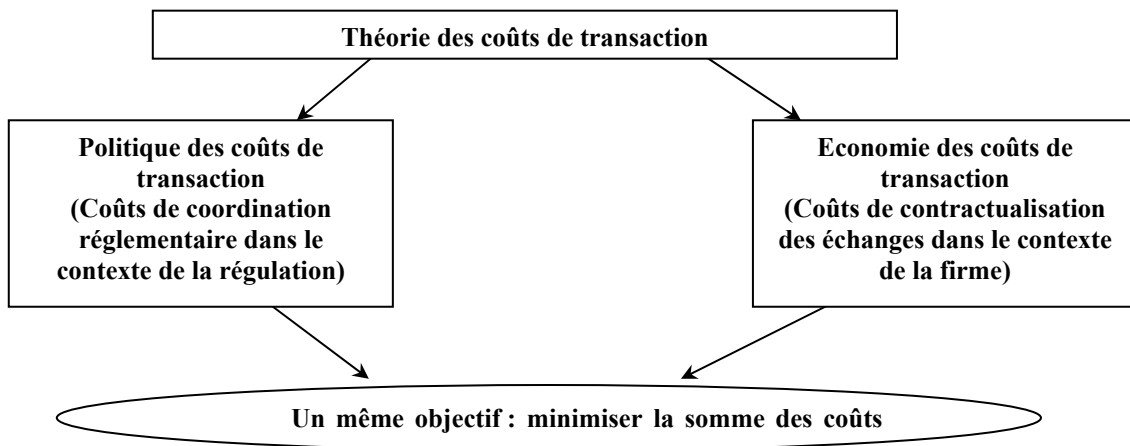 Théorie des coûts de transaction
Politique des coûts de
transaction
(Coûts de coordination
réglementaire dans le
contexte de la régulation)
Economie des coûts de
transaction
(Coûts de contractualisation
des échanges dans le contexte
de la firme)
Un même objectif : minimiser la somme des coûts